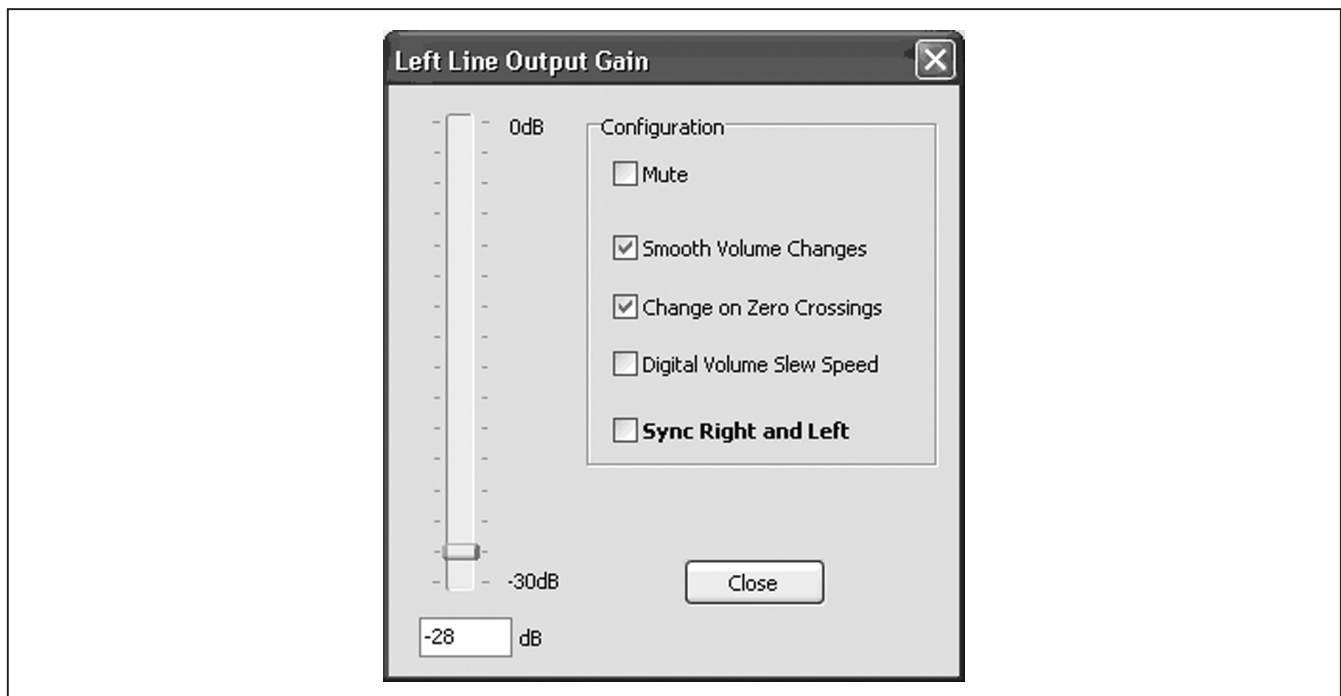 Left Line Output Gain
0dB
Configuration
Mute
Smooth Volume Changes
Change on Zero Crossings
Digital Volume Slew Speed
Sync Right and Left
-30dB
Close
-28 dB